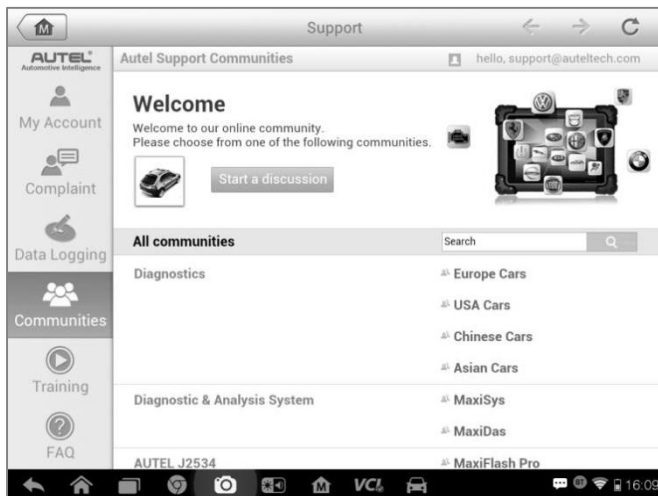 M
Support
AUTEL®
Automotive Intelligence
Autel Support Communities
hello, support@auteltech.com
My Account
Complaint
Data Logging
Communities
Training
FAQ
Welcome
Welcome to our online community.
Please choose from one of the following communities.
Start a discussion
All communities
Search
Diagnostics
Europe Cars
USA Cars
Chinese Cars
Asian Cars
Diagnostic & Analysis System
MaxiSys
MaxiDas
AUTEL J2534
MaxiFlash Pro
M
VCI
BT
16:09